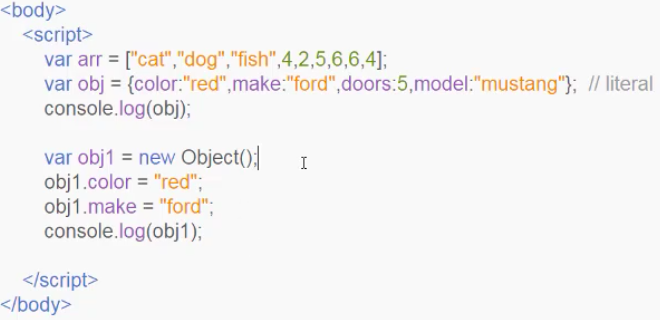 <body>
<script>
var arr = ["cat","dog","fish",4,2,5,6,6,4];
var obj = {color:"red",make:"ford",doors:5,model:"mustang"};  // literal
console.log(obj);
var obj1 = new Object();
obj1.color = "red";
obj1.make = "ford";
console.log(obj1);
</script>
</body>